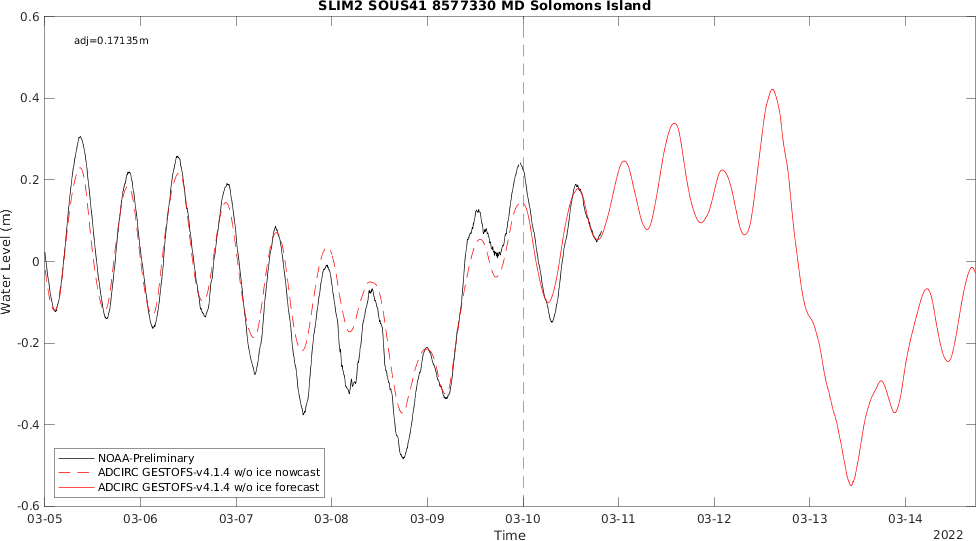 SLIM2 SOUS41 8577330 MD Solomons Island
adj=0.17135m
0.6
0.4
0.2
0
-0.2
-0.4
-0.6
Water Level (m)
NOAA-Preliminary
ADCIRC GESTOFS-v4.1.4 w/o ice nowcast
ADCIRC GESTOFS-v4.1.4 w/o ice forecast
03-05 03-06 03-07 03-08 03-09 03-10 03-11 03-12 03-13 03-14
Time
2022